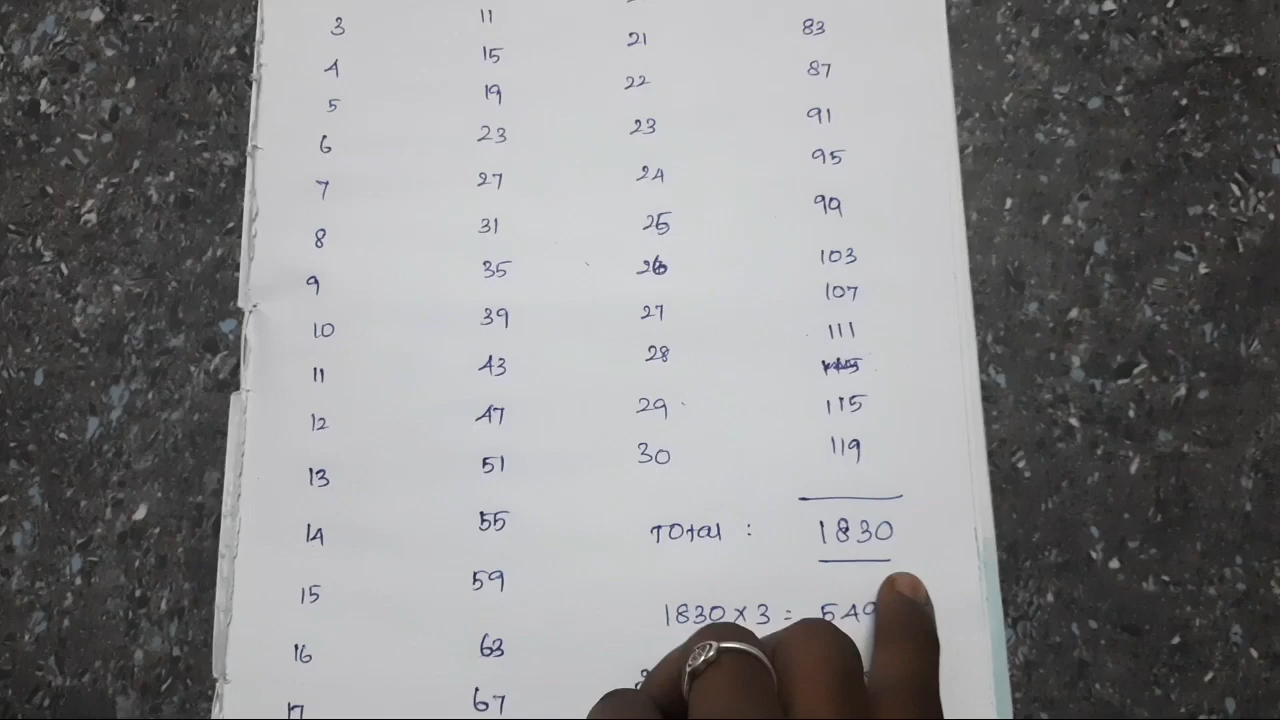 3 11 83
4 15 21 87
5 19 22 91
6 23 23 95
7 27 24 99
8 31 25 103
9 35 26 107
10 39 27 111
11 43 28
12 47 29 115
13 51 30 119
14 55 Total : 1830
15 59 1830 x 3 =
16 63
17 67